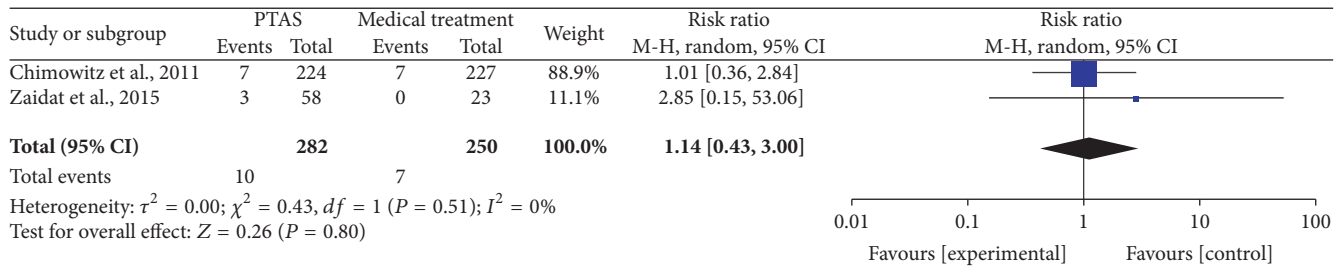 Study or subgroup PTAS Medical treatment Weight Risk ratio Risk ratio
Events Total Events Total M-H, random, 95% CI M-H, random, 95% CI
Chimowitz et al., 2011 7 224 7 227 88.9% 1.01 [0.36, 2.84]
Zaidat et al., 2015 3 58 0 23 11.1% 2.85 [0.15, 53.06]
Total (95% CI) 282 250 100.0% 1.14 [0.43, 3.00]
Total events 10 7
Heterogeneity: τ² = 0.00; χ² = 0.43, df = 1 (P = 0.51); I² = 0%
Test for overall effect: Z = 0.26 (P = 0.80)
0.01 0.1 1 10 100
Favours [experimental] Favours [control]